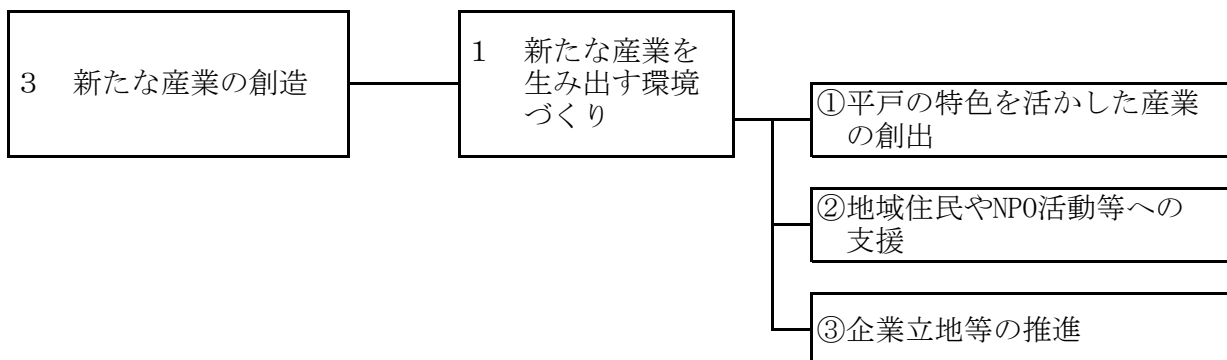 ３　新たな産業の創造
１　新たな産業を
生み出す環境
づくり
①平戸の特色を活かした産業
の創出
②地域住民やNPO活動等への
支援
③企業立地等の推進